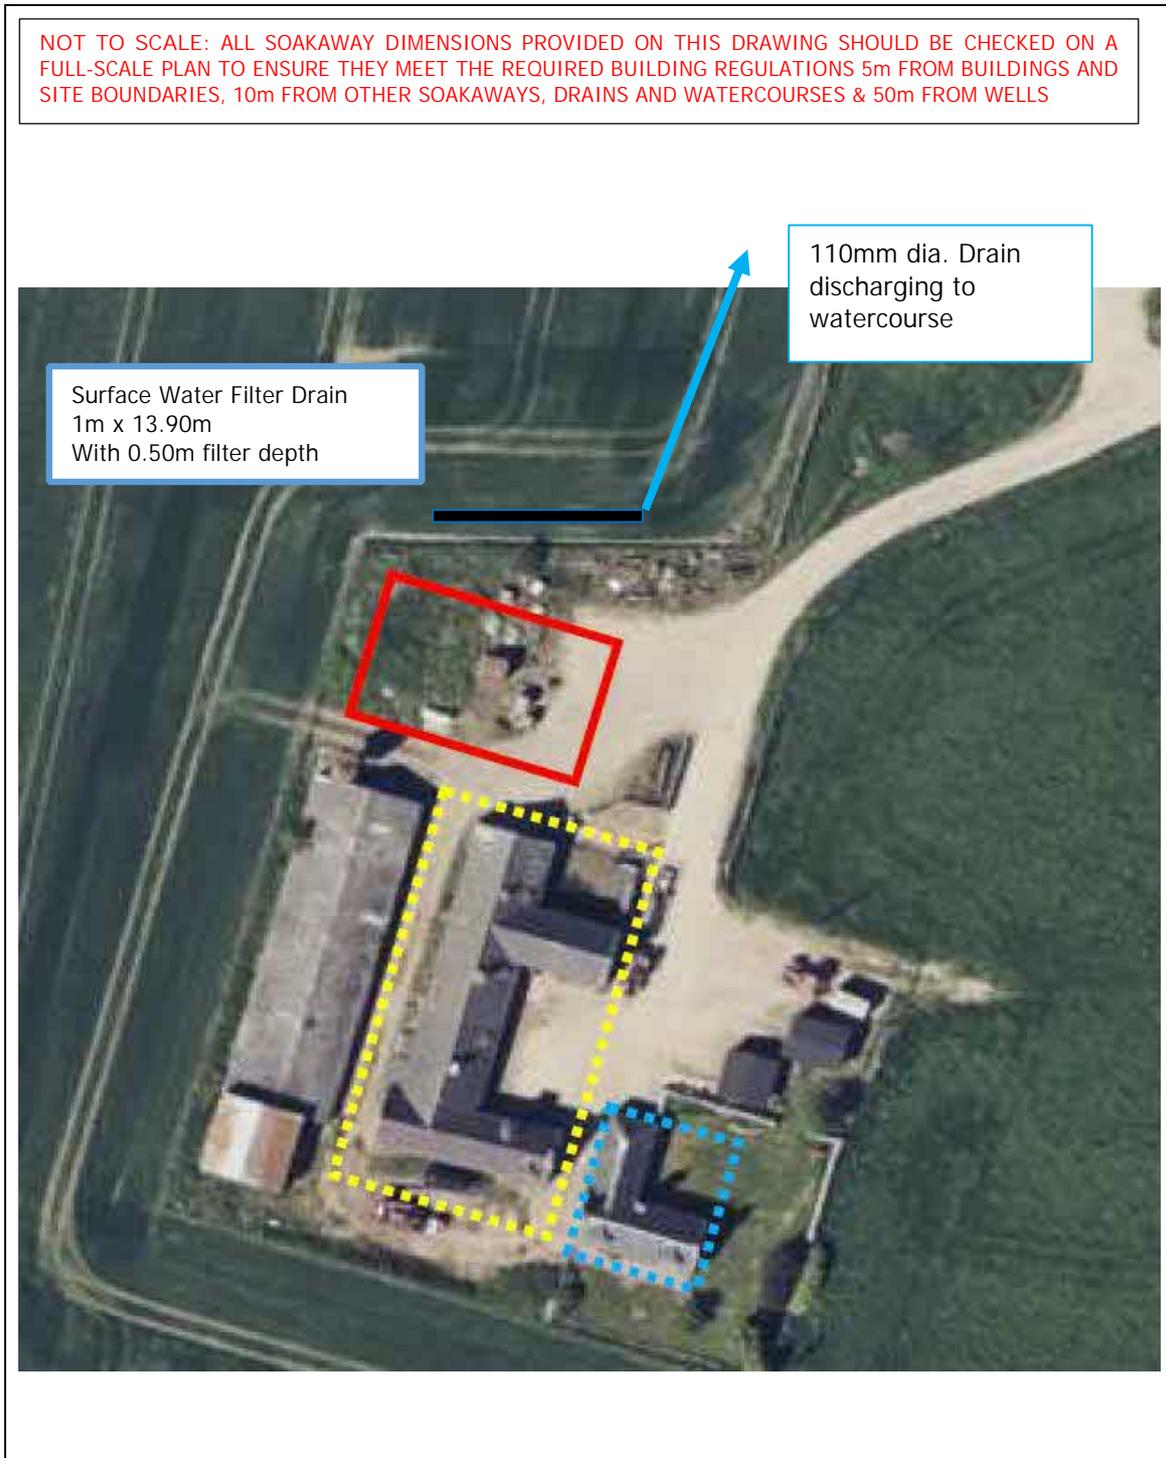 NOT TO SCALE: ALL SOAKAWAY DIMENSIONS PROVIDED ON THIS DRAWING SHOULD BE CHECKED ON A
FULL-SCALE PLAN TO ENSURE THEY MEET THE REQUIRED BUILDING REGULATIONS 5m FROM BUILDINGS AND
SITE BOUNDARIES, 10m FROM OTHER SOAKAWAYS, DRAINS AND WATERCOURSES & 50m FROM WELLS
110mm dia. Drain
discharging to
watercourse
Surface Water Filter Drain
1m x 13.90m
With 0.50m filter depth